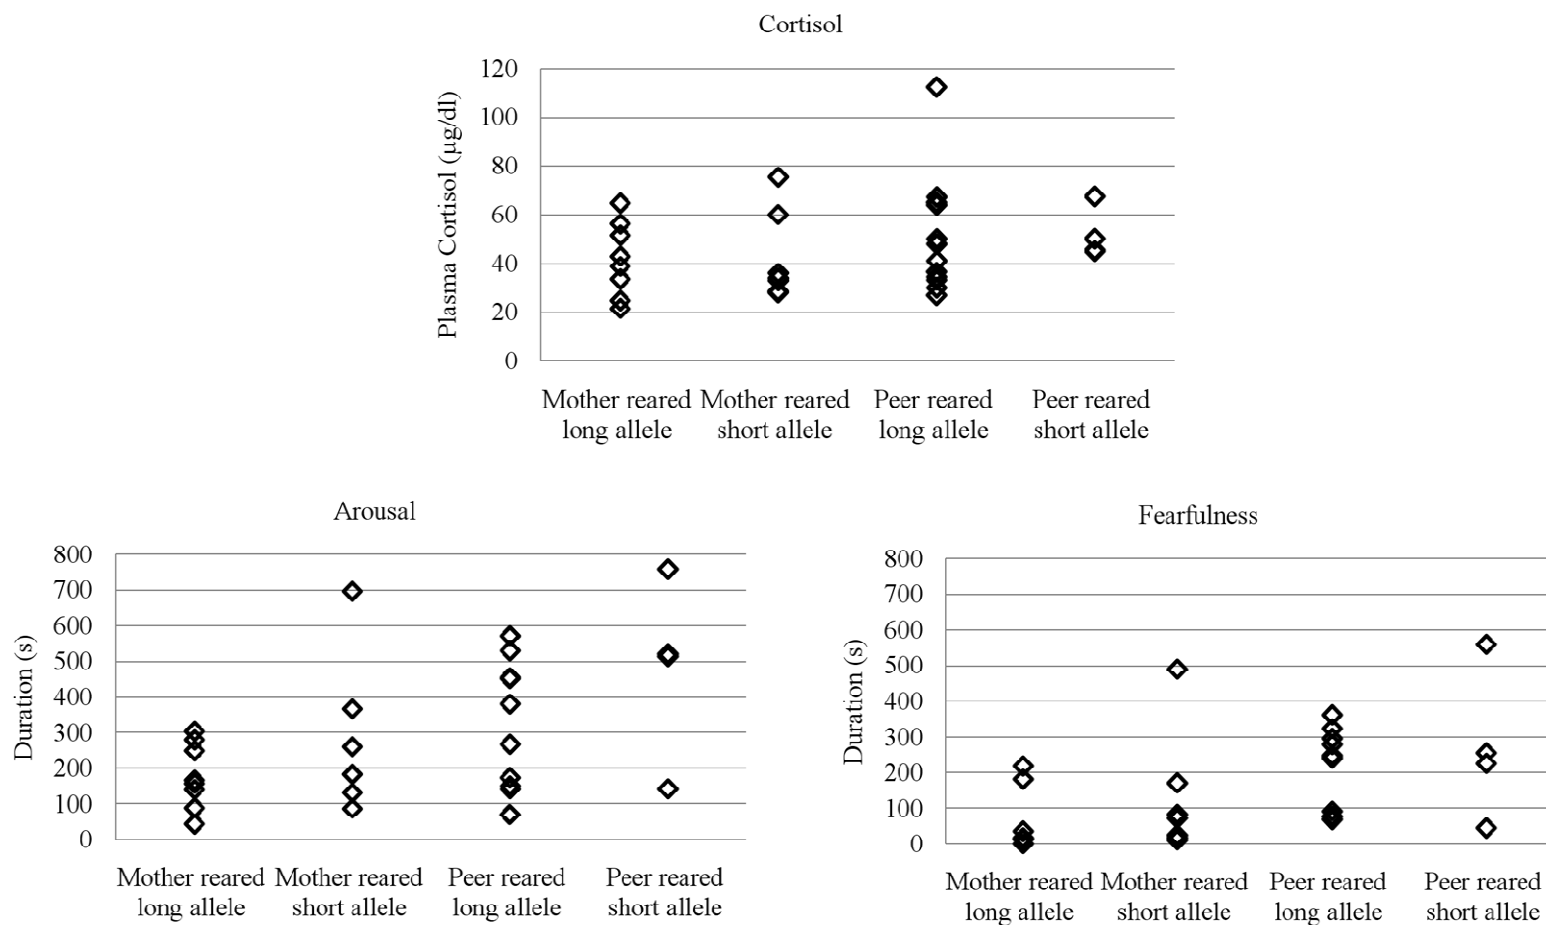 Cortisol
Plasma Cortisol (µg/dl)
120
100
80
60
40
20
0
Mother reared Mother reared Peer reared Peer reared
long allele short allele long allele short allele
Arousal
Duration (s)
800
700
600
500
400
300
200
100
0
Mother reared Mother reared Peer reared Peer reared
long allele short allele long allele short allele
Fearfulness
Duration (s)
800
700
600
500
400
300
200
100
0
Mother reared Mother reared Peer reared Peer reared
long allele short allele long allele short allele